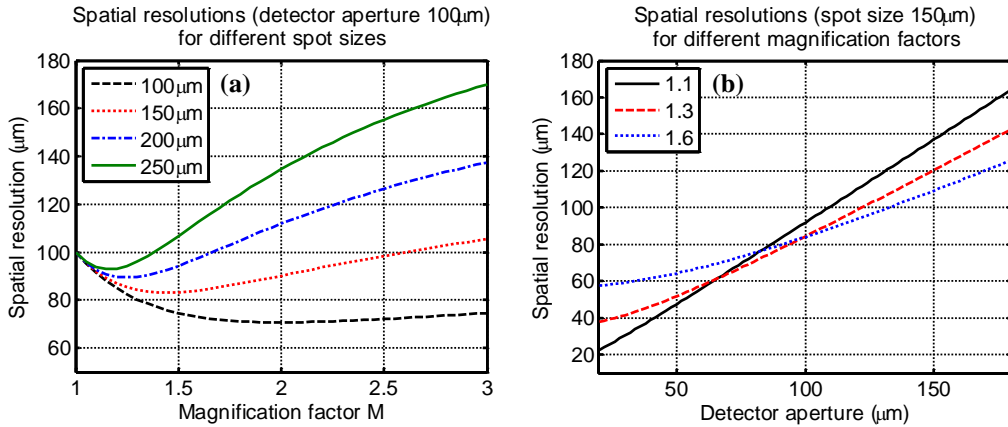 Spatial resolutions (detector aperture 100μm)
for different spot sizes
(a)
100μm
150μm
200μm
250μm
180
160
140
120
100
80
60
Spatial resolution (μm)
1
1.5
2
2.5
3
Magnification factor M
Spatial resolutions (spot size 150μm)
for different magnification factors
(b)
1.1
1.3
1.6
180
160
140
120
100
80
60
40
20
Spatial resolution (μm)
50
100
150
Detector aperture (μm)